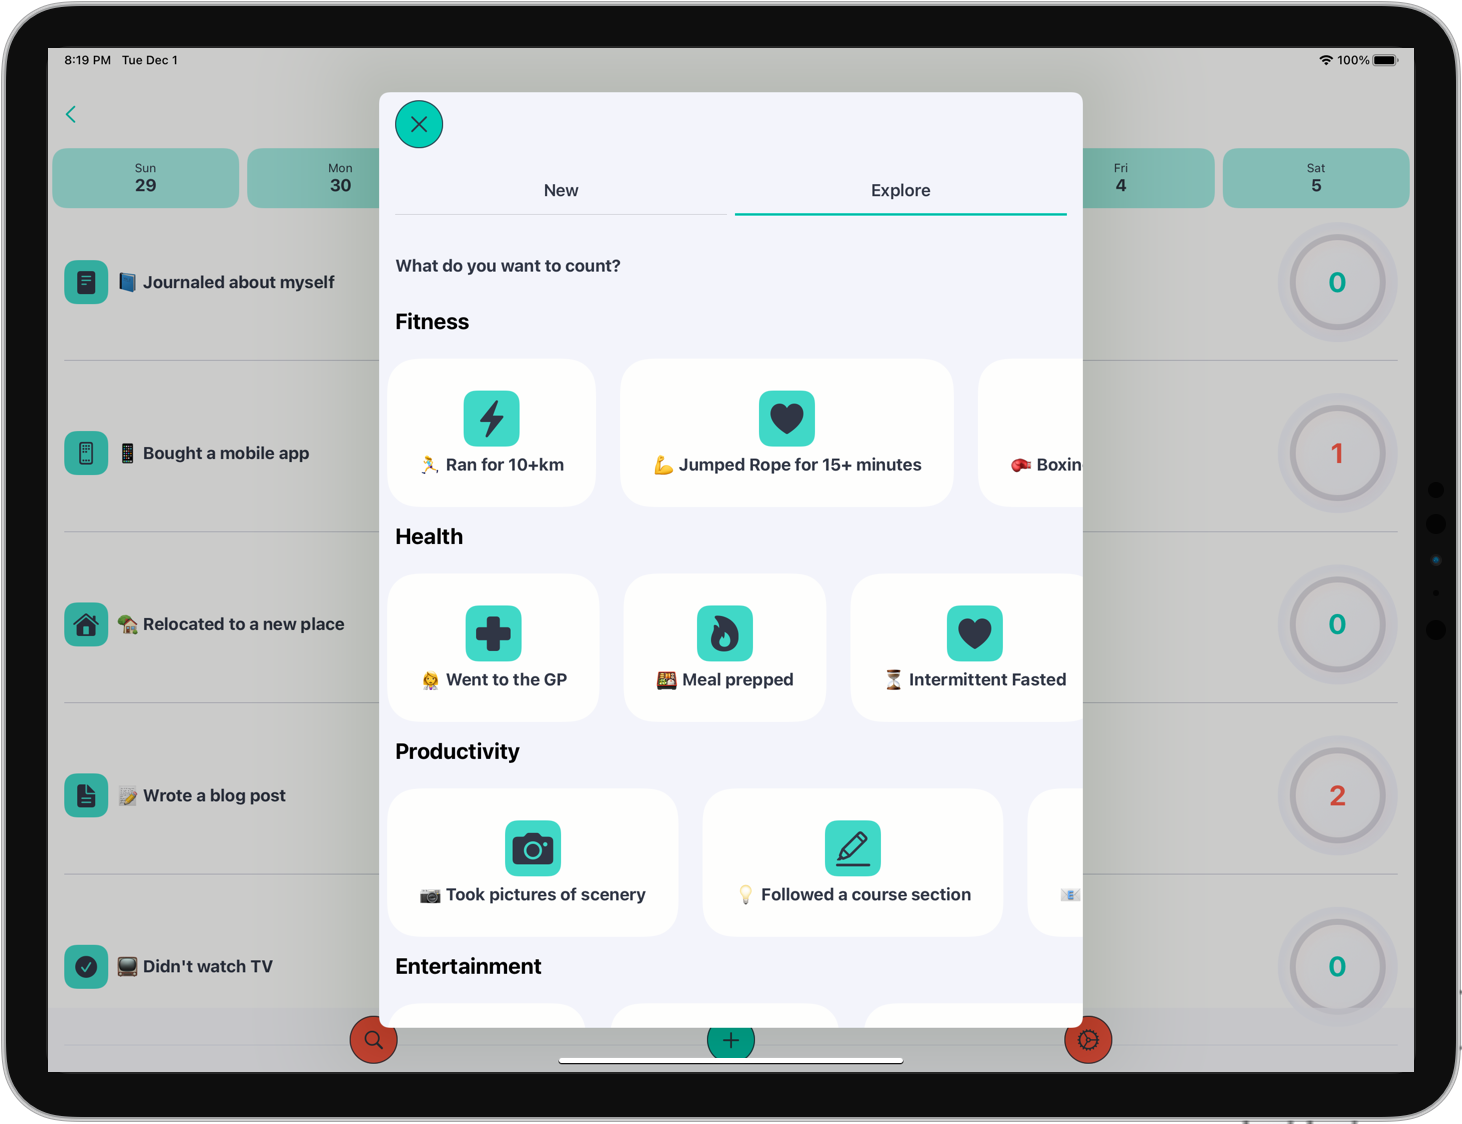 8:19 PM Tue Dec 1
100%
Sun
29
Mon
30
Fri
4
Sat
5
New
Explore
What do you want to count?
Fitness
Ran for 10+km
Jumped Rope for 15+ minutes
Health
Went to the GP
Meal prepped
Intermittent Fasted
Productivity
Took pictures of scenery
Followed a course section
Entertainment
Journaled about myself
0
Bought a mobile app
1
Relocated to a new place
0
Wrote a blog post
2
Didn't watch TV
0